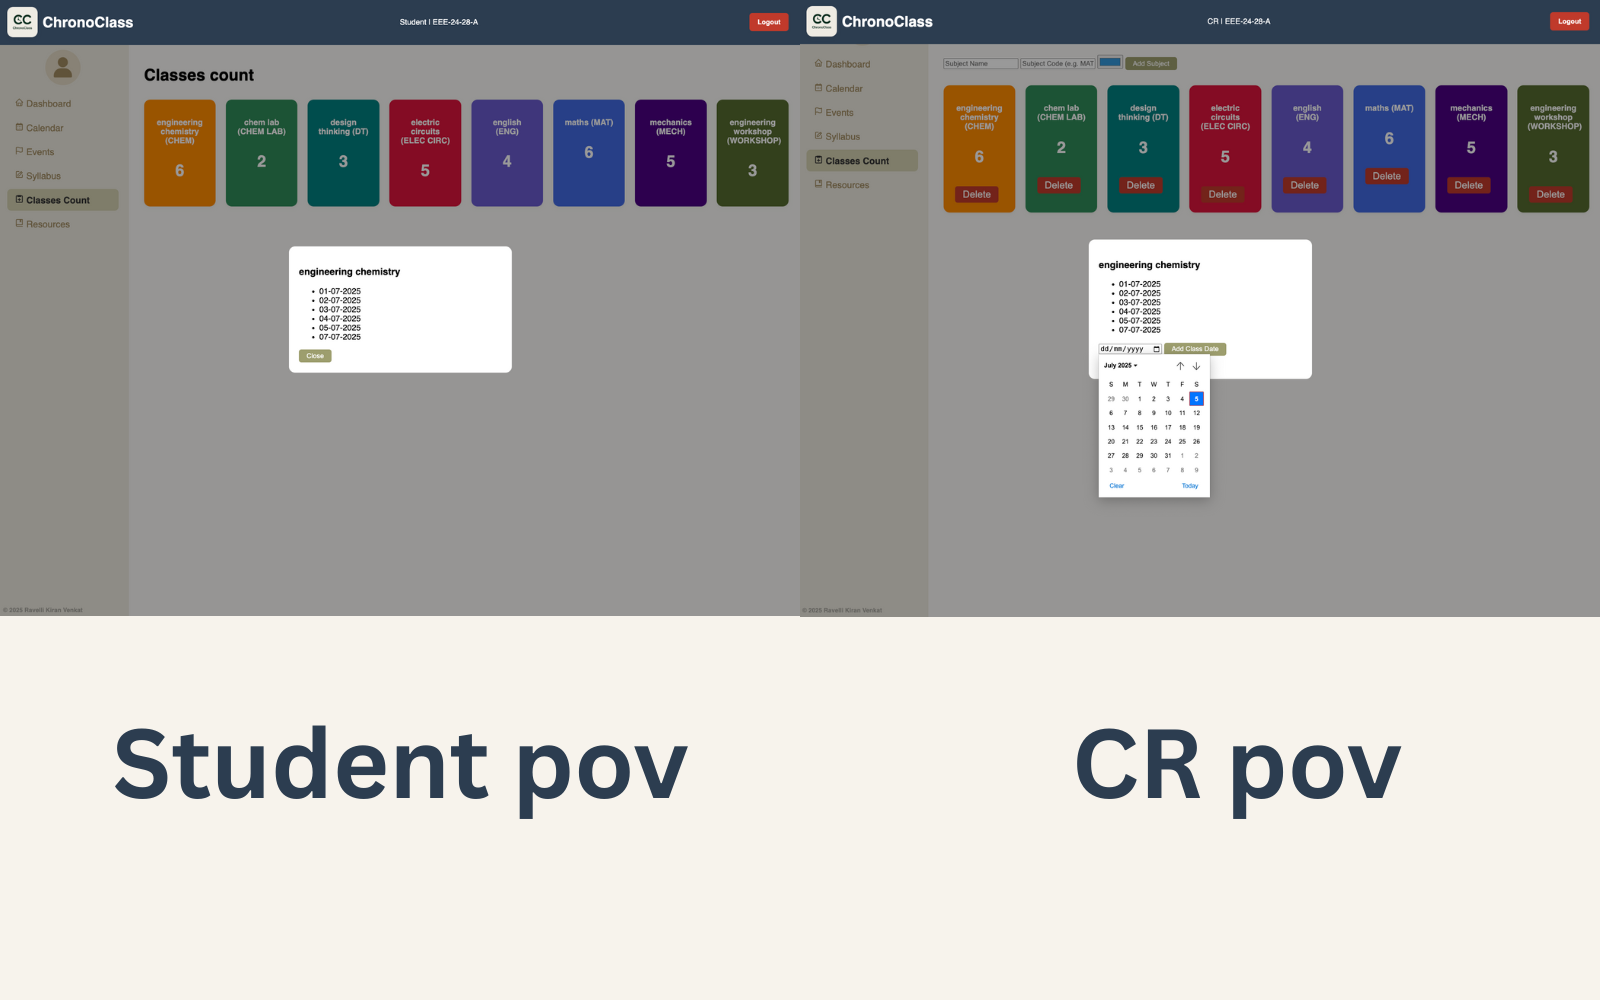 CC
ChronoClass
ChronoClass
Student | EEE-24-28-A
Logout
Dashboard
Calendar
Events
Syllabus
Classes Count
Resources
Classes count
engineering
chemistry
(CHEM)
6
chem lab
(CHEM LAB)
2
design
thinking (DT)
3
electric
circuits
(ELEC CIRC)
5
english
(ENG)
4
maths (MAT)
6
mechanics
(MECH)
5
engineering
workshop
(WORKSHOP)
3
engineering chemistry
• 01-07-2025
• 02-07-2025
• 03-07-2025
• 04-07-2025
• 05-07-2025
• 07-07-2025
Close
© 2025 Ravelli Kiran Venkat
CC
ChronoClass
ChronoClass
CR | EEE-24-28-A
Logout
Dashboard
Calendar
Events
Syllabus
Classes Count
Resources
Subject Name
Subject Code (e.g. MAT
Add Subject
engineering
chemistry
(CHEM)
6
Delete
chem lab
(CHEM LAB)
2
Delete
design
thinking (DT)
3
Delete
electric
circuits
(ELEC CIRC)
5
Delete
english
(ENG)
4
Delete
maths (MAT)
6
Delete
mechanics
(MECH)
5
Delete
engineering
workshop
(WORKSHOP)
3
Delete
engineering chemistry
• 01-07-2025
• 02-07-2025
• 03-07-2025
• 04-07-2025
• 05-07-2025
• 07-07-2025
dd/mm/yyyy
Add Class Date
July 2025
S M T W T F S
29 30 1 2 3 4 5
6 7 8 9 10 11 12
13 14 15 16 17 18 19
20 21 22 23 24 25 26
27 28 29 30 31 1 2
3 4 5 6 7 8 9
Clear Today
© 2025 Ravelli Kiran Venkat
Student pov
CR pov